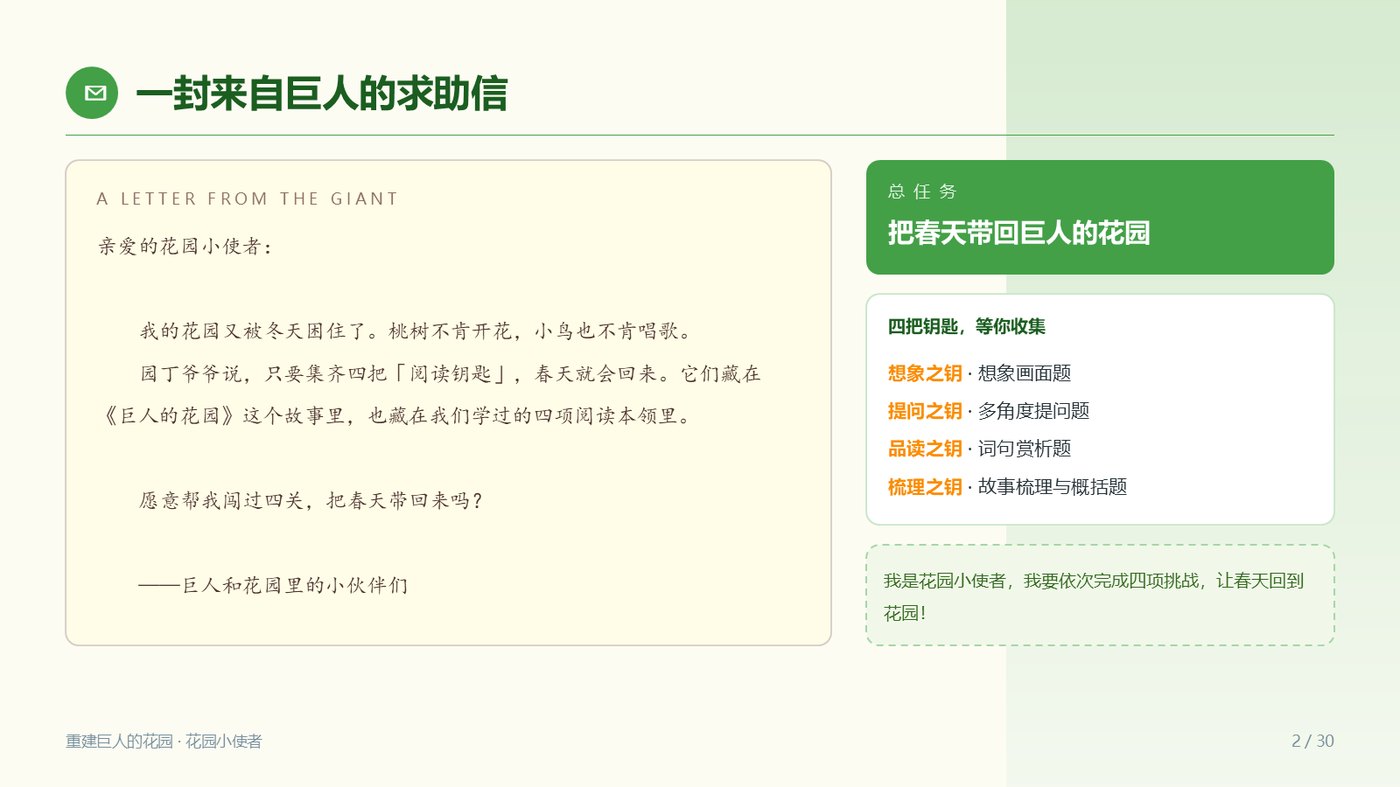 一封来自巨人的求助信
A LETTER FROM THE GIANT
亲爱的花园小使者：
我的花园又被冬天困住了。桃树不肯开花，小鸟也不肯唱歌。
园丁爷爷说，只要集齐四把「阅读钥匙」，春天就会回来。它们藏在
《巨人的花园》这个故事里，也藏在我们学过的四项阅读本领里。
愿意帮我闯过四关，把春天带回来吗？
——巨人和花园里的小伙伴们
总任务
把春天带回巨人的花园
四把钥匙，等你收集
想象之钥 · 想象画面题
提问之钥 · 多角度提问题
品读之钥 · 词句赏析题
梳理之钥 · 故事梳理与概括题
我是花园小使者，我要依次完成四项挑战，让春天回到
花园！
重建巨人的花园 · 花园小使者
2 / 30